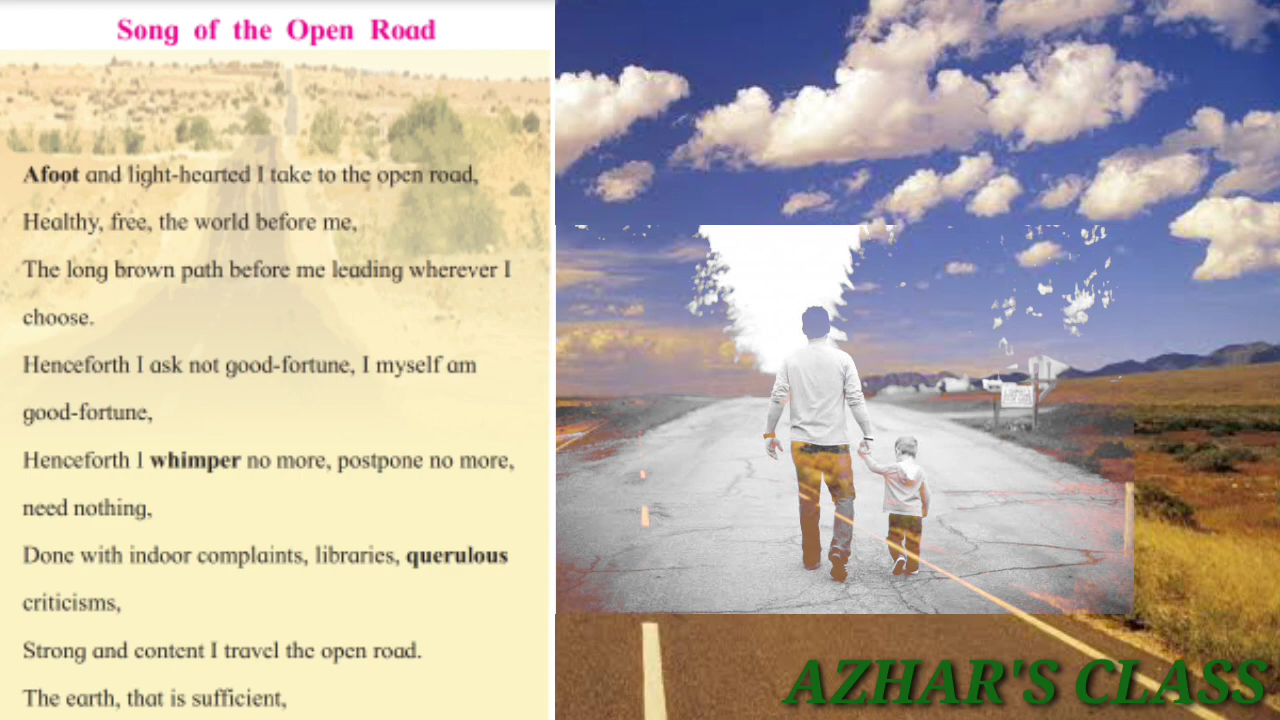 Song of the Open Road
Afoot and light-hearted I take to the open road,
Healthy, free, the world before me,
The long brown path before me leading wherever I
choose.
Henceforth I ask not good-fortune, I myself am
good-fortune,
Henceforth I whimper no more, postpone no more,
need nothing,
Done with indoor complaints, libraries, querulous
criticisms,
Strong and content I travel the open road.
The earth, that is sufficient,
AZHAR'S CLASS